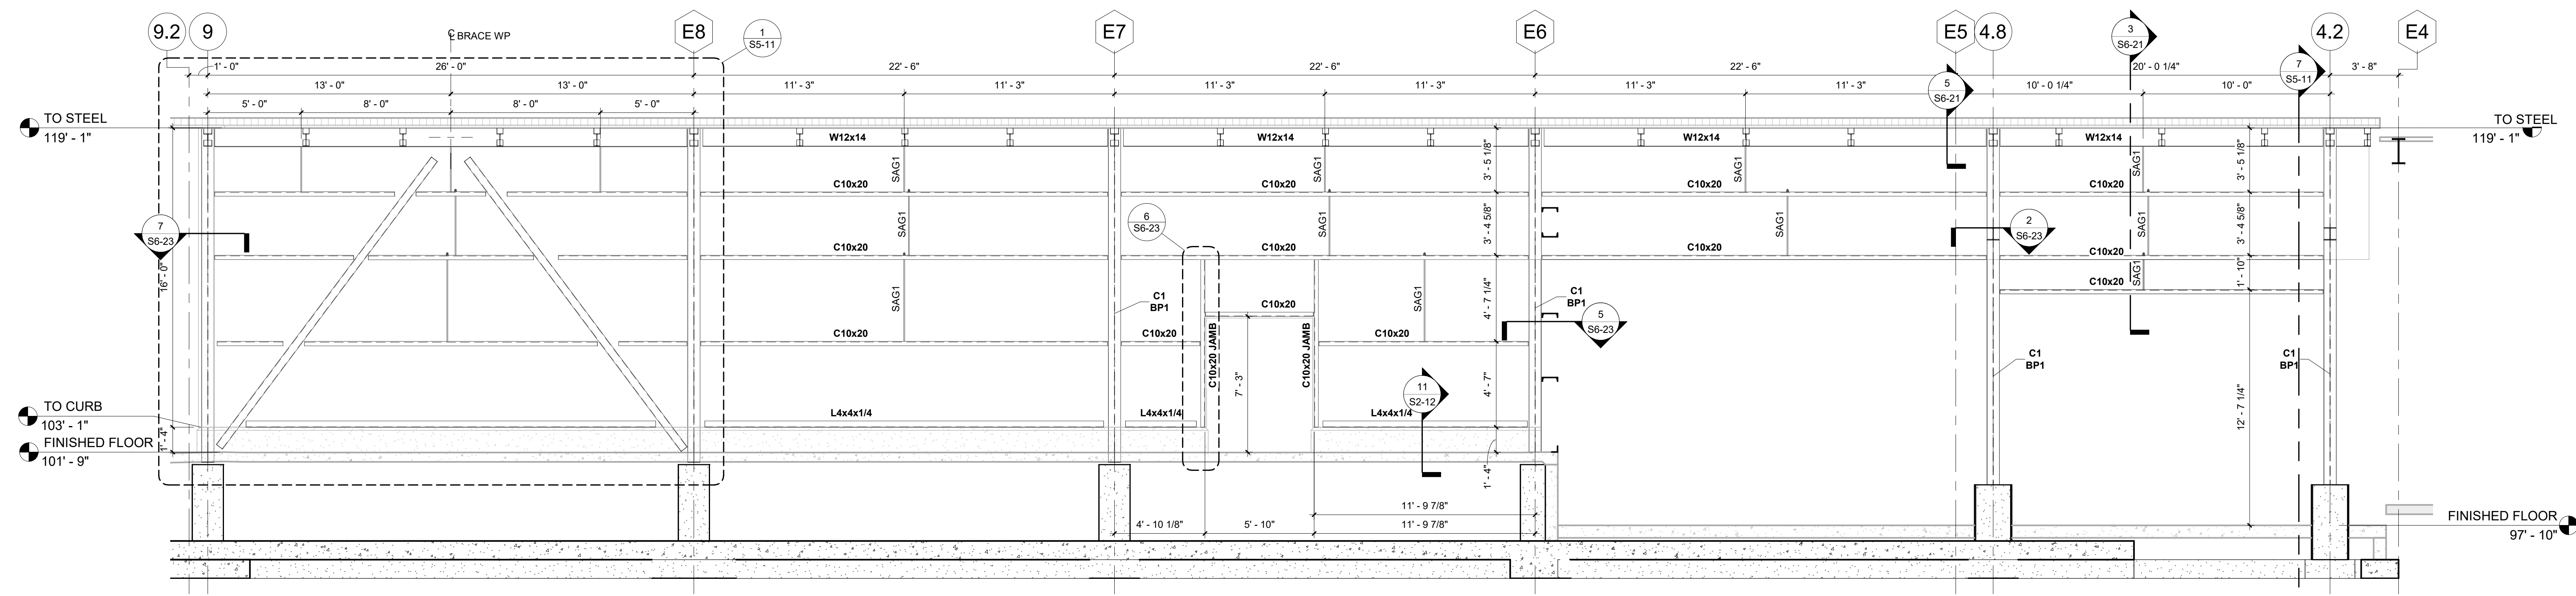 9.2
9
E8
E7
E6
E5
4.8
4.2
E4
℄ BRACE WP
1
S5-11
3
S6-21
7
S5-11
5
S6-21
1' - 0"
26' - 0"
22' - 6"
22' - 6"
22' - 6"
20' - 0 1/4"
3' - 8"
13' - 0"
13' - 0"
11' - 3"
11' - 3"
11' - 3"
11' - 3"
11' - 3"
11' - 3"
10' - 0 1/4"
10' - 0"
5' - 0"
8' - 0"
8' - 0"
5' - 0"
TO STEEL
119' - 1"
TO STEEL
119' - 1"
W12x14
W12x14
W12x14
W12x14
SAG1
SAG1
SAG1
SAG1
3' - 5 1/8"
3' - 5 1/8"
C10x20
C10x20
C10x20
C10x20
SAG1
SAG1
SAG1
SAG1
3' - 4 5/8"
3' - 4 5/8"
7
S6-23
6
S6-23
2
S6-23
C10x20
C10x20
C10x20
C10x20
16' - 0"
SAG1
SAG1
SAG1
4' - 7 1/4"
1' - 10"
C10x20
C1
BP1
C10x20
C1
BP1
5
S6-23
C10x20
C10x20
C10x20
C10x20 JAMB
C10x20 JAMB
7' - 3"
4' - 7"
C1
BP1
C1
BP1
11
S2-12
12' - 7 1/4"
TO CURB
103' - 1"
L4x4x1/4
L4x4x1/4
L4x4x1/4
FINISHED FLOOR
101' - 9"
1' - 4"
1' - 4"
11' - 9 7/8"
4' - 10 1/8"
5' - 10"
11' - 9 7/8"
FINISHED FLOOR
97' - 10"